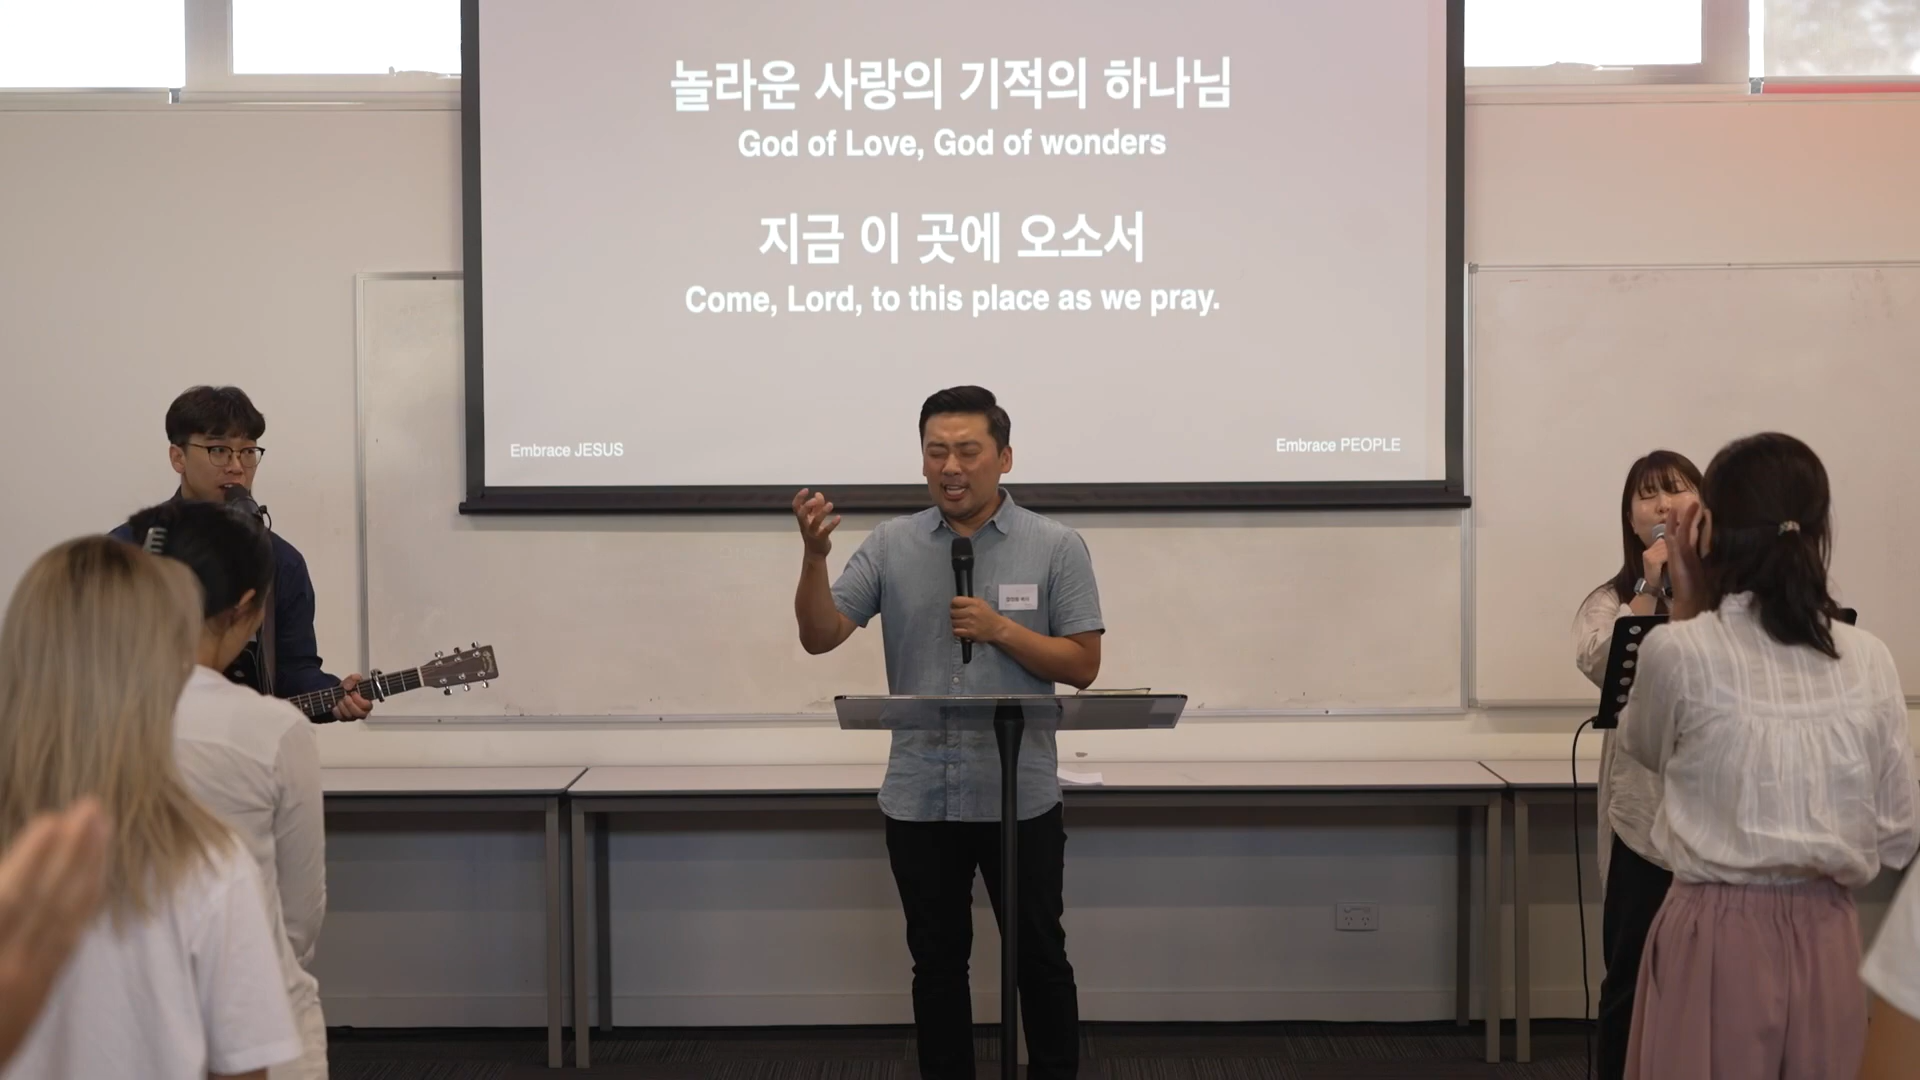 놀라운 사랑의 기적의 하나님
God of Love, God of wonders
지금 이 곳에 오소서
Come, Lord, to this place as we pray.
Embrace JESUS
Embrace PEOPLE